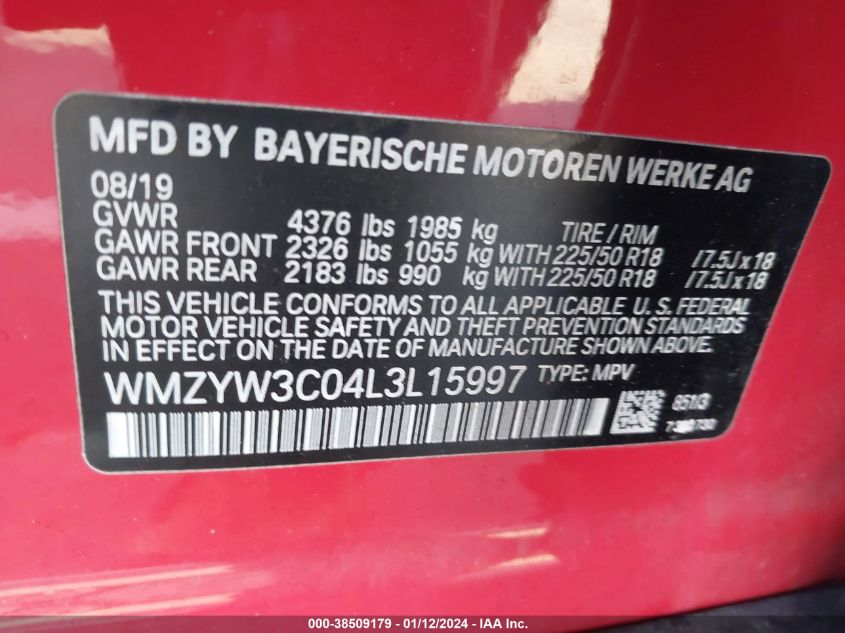 MFD BY BAYERISCHE MOTOREN WERKE AG
08/19
GVWR 4376 lbs 1985 kg TIRE / RIM
GAWR FRONT 2326 lbs 1055 kg WITH 225/50 R18 /7.5J x 18
GAWR REAR 2183 lbs 990 kg WITH 225/50 R18 /7.5J x 18
THIS VEHICLE CONFORMS TO ALL APPLICABLE U. S. FEDERAL
MOTOR VEHICLE SAFETY AND THEFT PREVENTION STANDARDS
IN EFFECT ON THE DATE OF MANUFACTURE SHOWN ABOVE.
WMZYW3C04L3L15997 TYPE: MPV
000-38509179 - 01/12/2024 - IAA Inc.